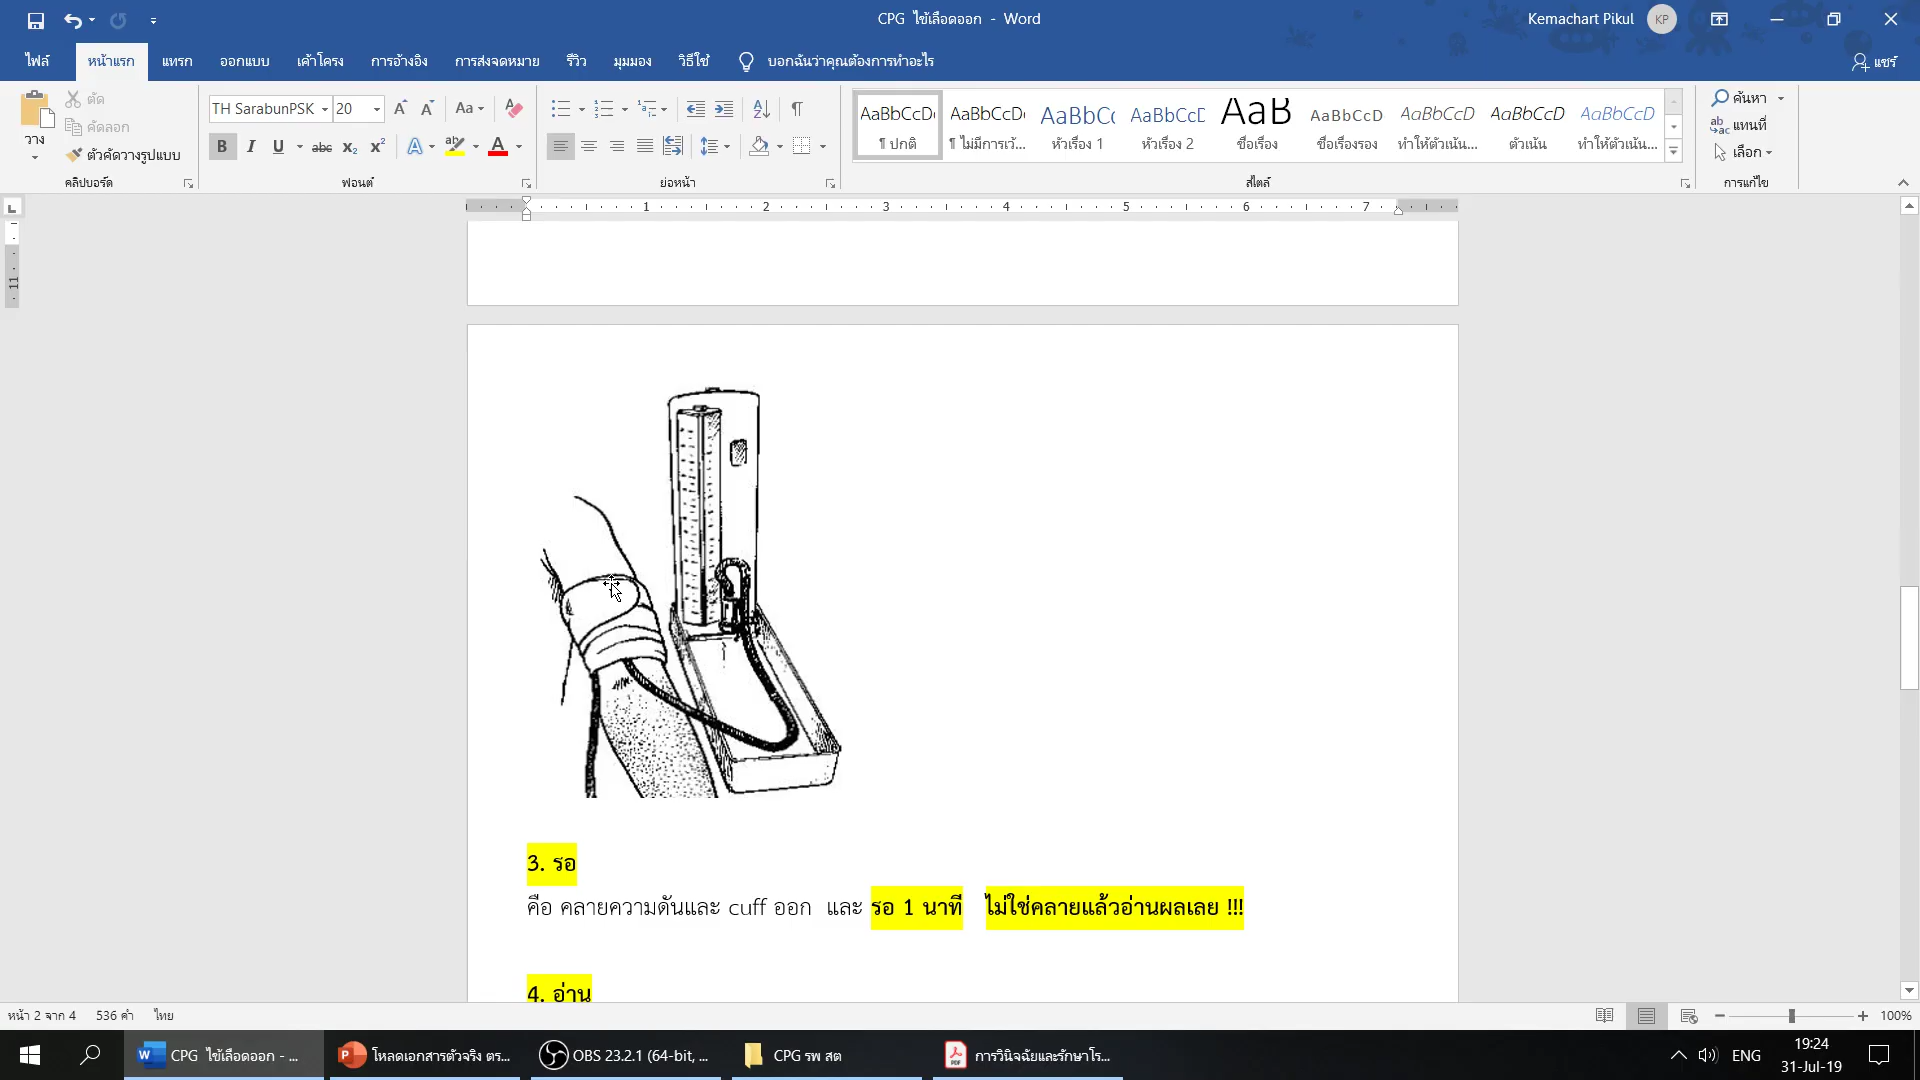 CPG ไข้เลือดออก - Word
Kemachart Pikul
KP
ไฟล์
หน้าแรก
แทรก
ออกแบบ
เค้าโครง
การอ้างอิง
การส่งจดหมาย
รีวิว
มุมมอง
วิธีใช้
บอกฉันว่าคุณต้องการทำอะไร
แชร์
วาง
ตัด
คัดลอก
ตัวคัดวางรูปแบบ
คลิปบอร์ด
TH SarabunPSK
20
Aa
B I U abc x₂ x² A ab A
ฟอนต์
ย่อหน้า
AaBbCcDc AaBbCcDc AaBbCc AaBbCcD AaB AaBbCcD AaBbCcD AaBbCcD AaBbCcD
¶ ปกติ
¶ ไม่มีการเว้...
หัวเรื่อง 1
หัวเรื่อง 2
ชื่อเรื่อง
ชื่อเรื่องรอง
ทำให้ตัวเน้น...
ตัวเน้น
ทำให้ตัวเน้น...
สไตล์
ค้นหา
แทนที่
เลือก
การแก้ไข
1 2 3 4 5 6 7
11
3. รอ
คือ คลายความดันและ cuff ออก และ รอ 1 นาที ไม่ใช่คลายแล้วอ่านผลเลย !!!
4. อ่าน
หน้า 2 จาก 4
536 คำ
ไทย
100%
CPG ไข้เลือดออก - ...
โหลดเอกสารตัวจริง ตร...
OBS 23.2.1 (64-bit, ...
CPG รพ สต
การวินิจฉัยและรักษาโร...
ENG
19:24
31-Jul-19